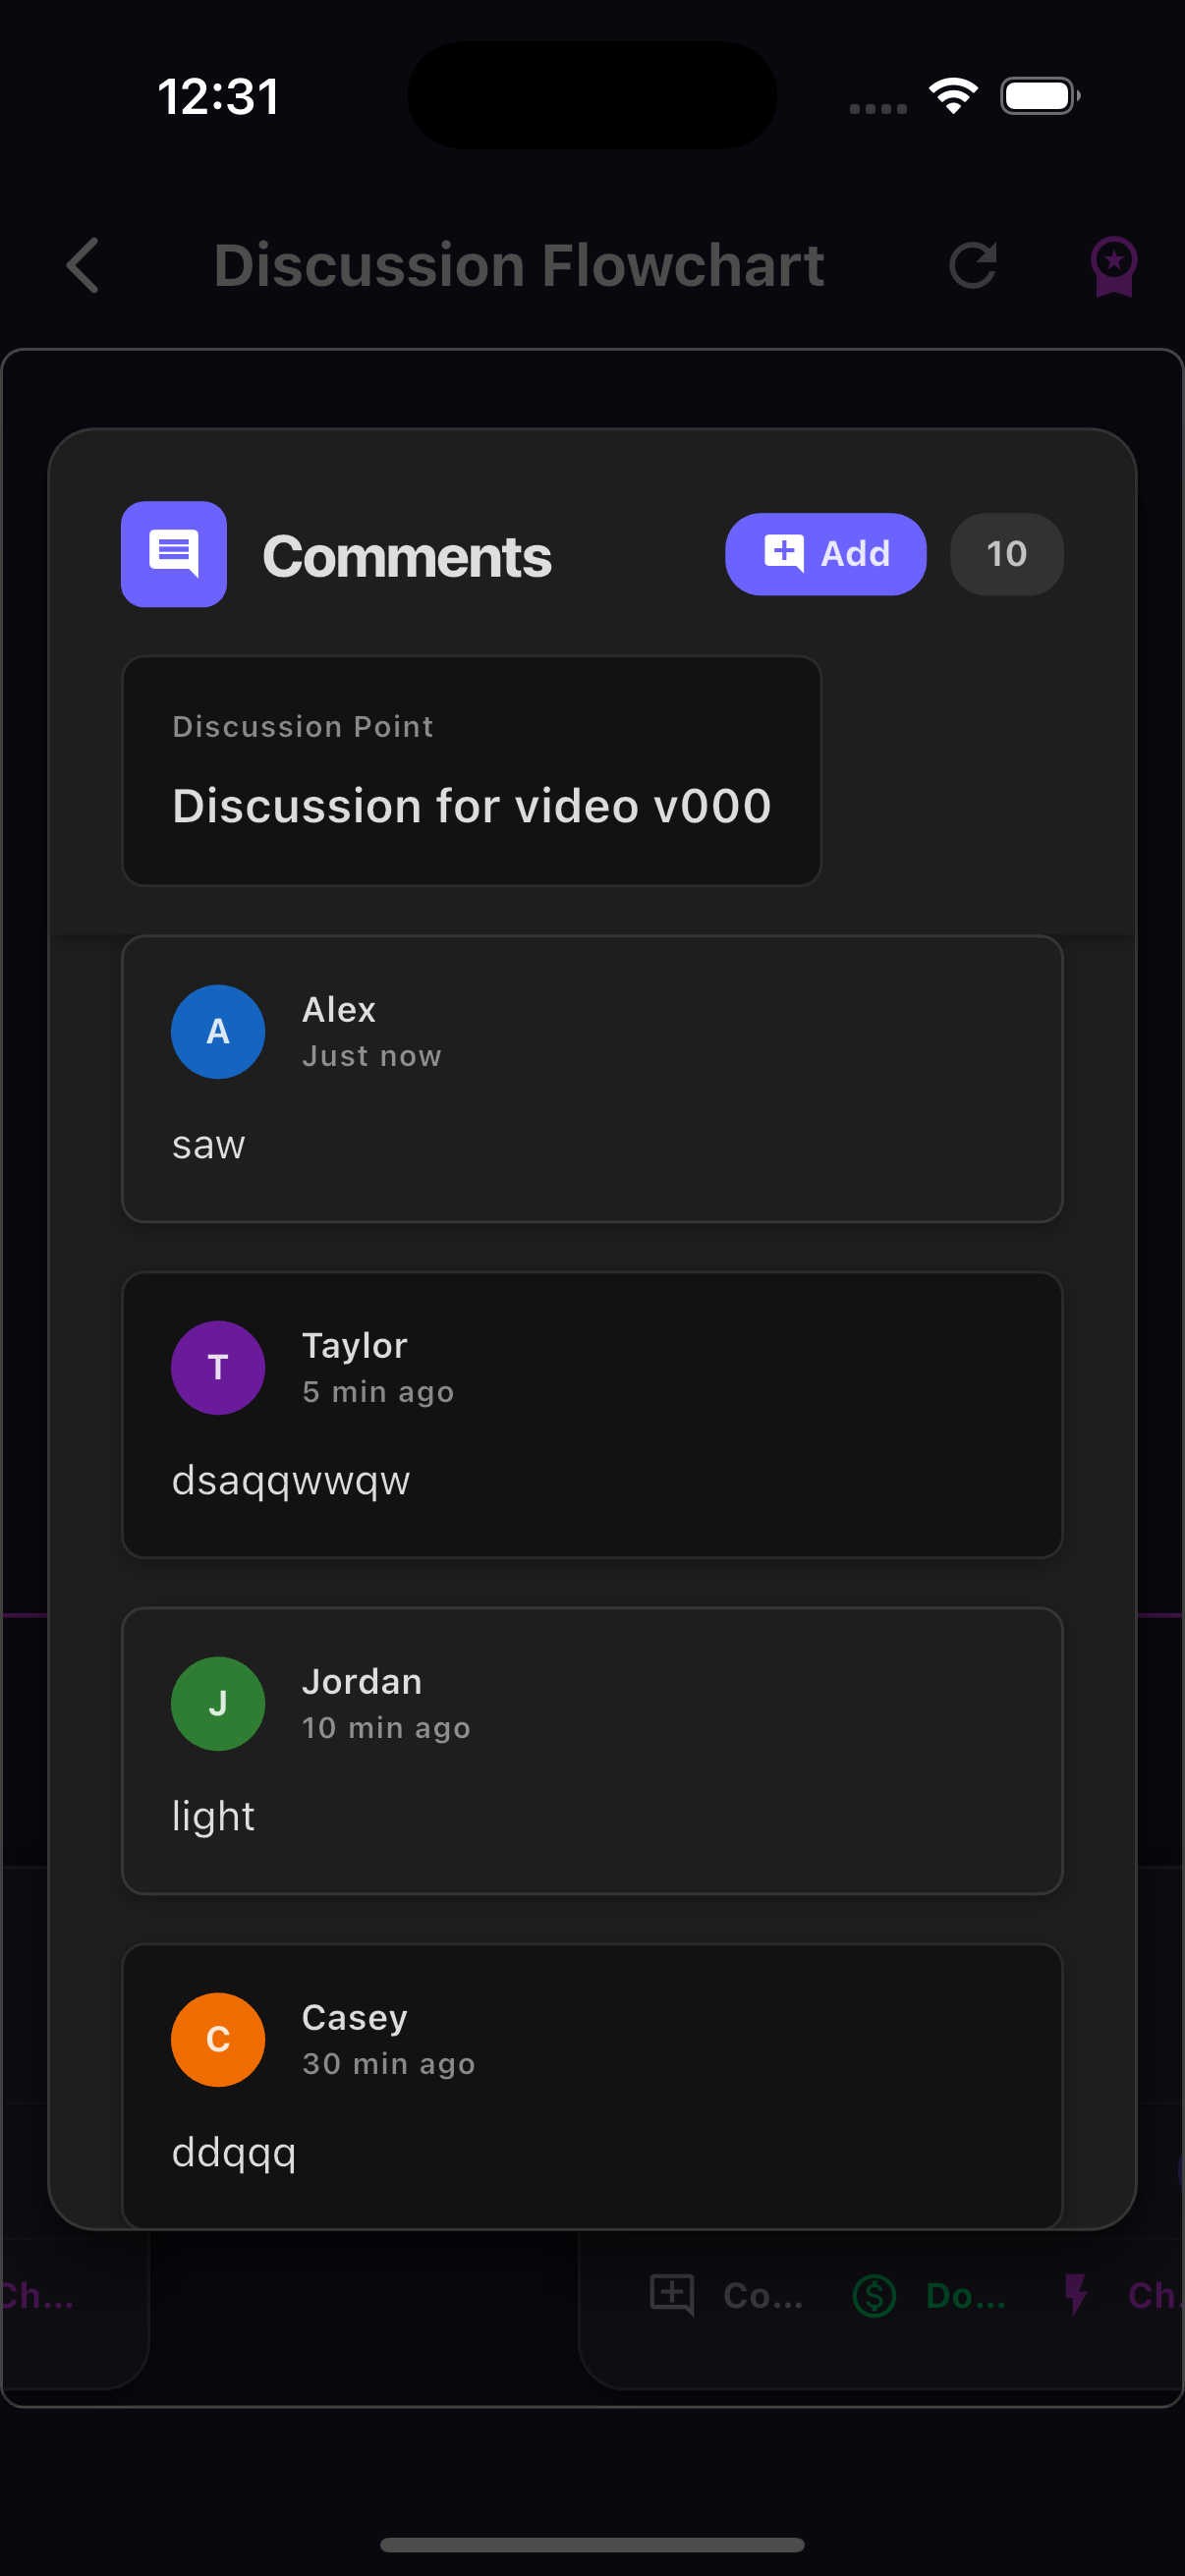 12:31
Discussion Flowchart
Comments
Add
10
Discussion Point
Discussion for video v000
A
Alex
Just now
saw
T
Taylor
5 min ago
dsaqqwwqw
J
Jordan
10 min ago
light
C
Casey
30 min ago
ddqqq
Ch...
Co...
Do...
Ch.